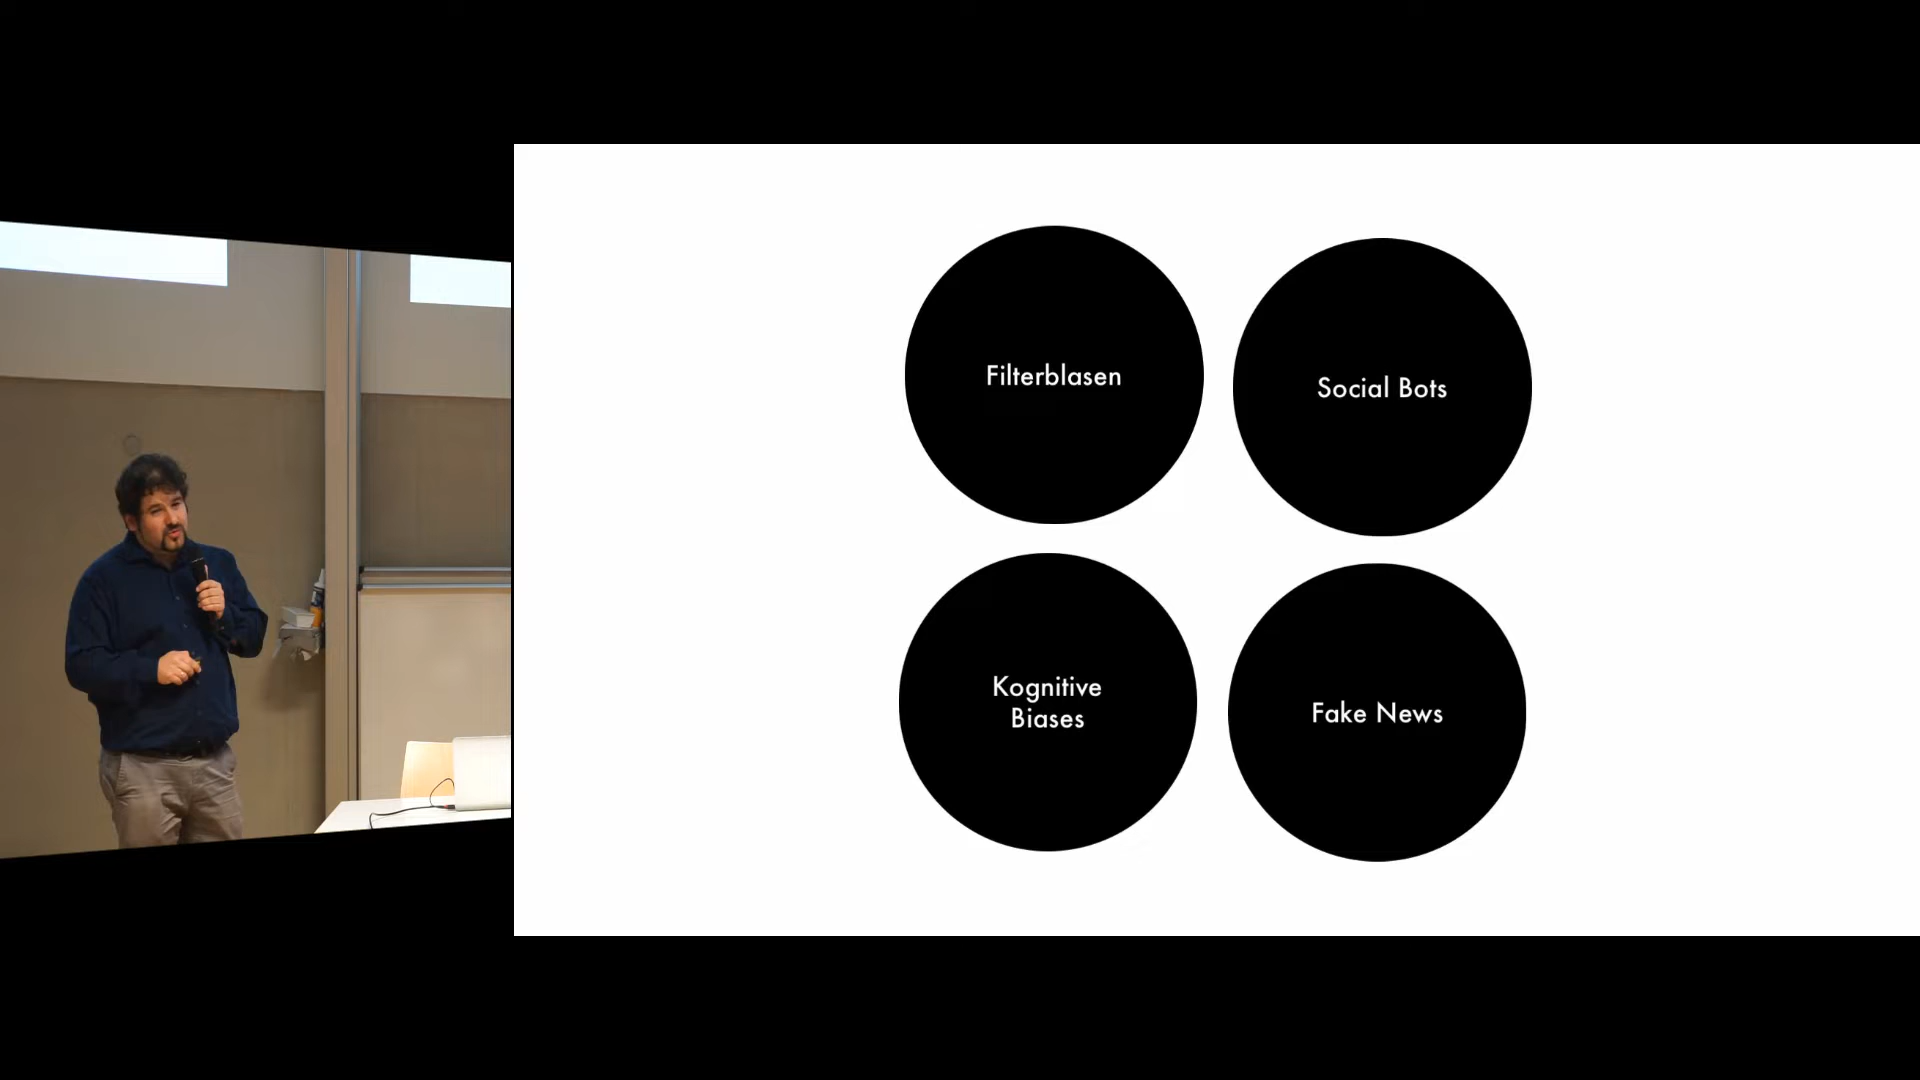 Filterblasen
Social Bots
Kognitive
Biases
Fake News